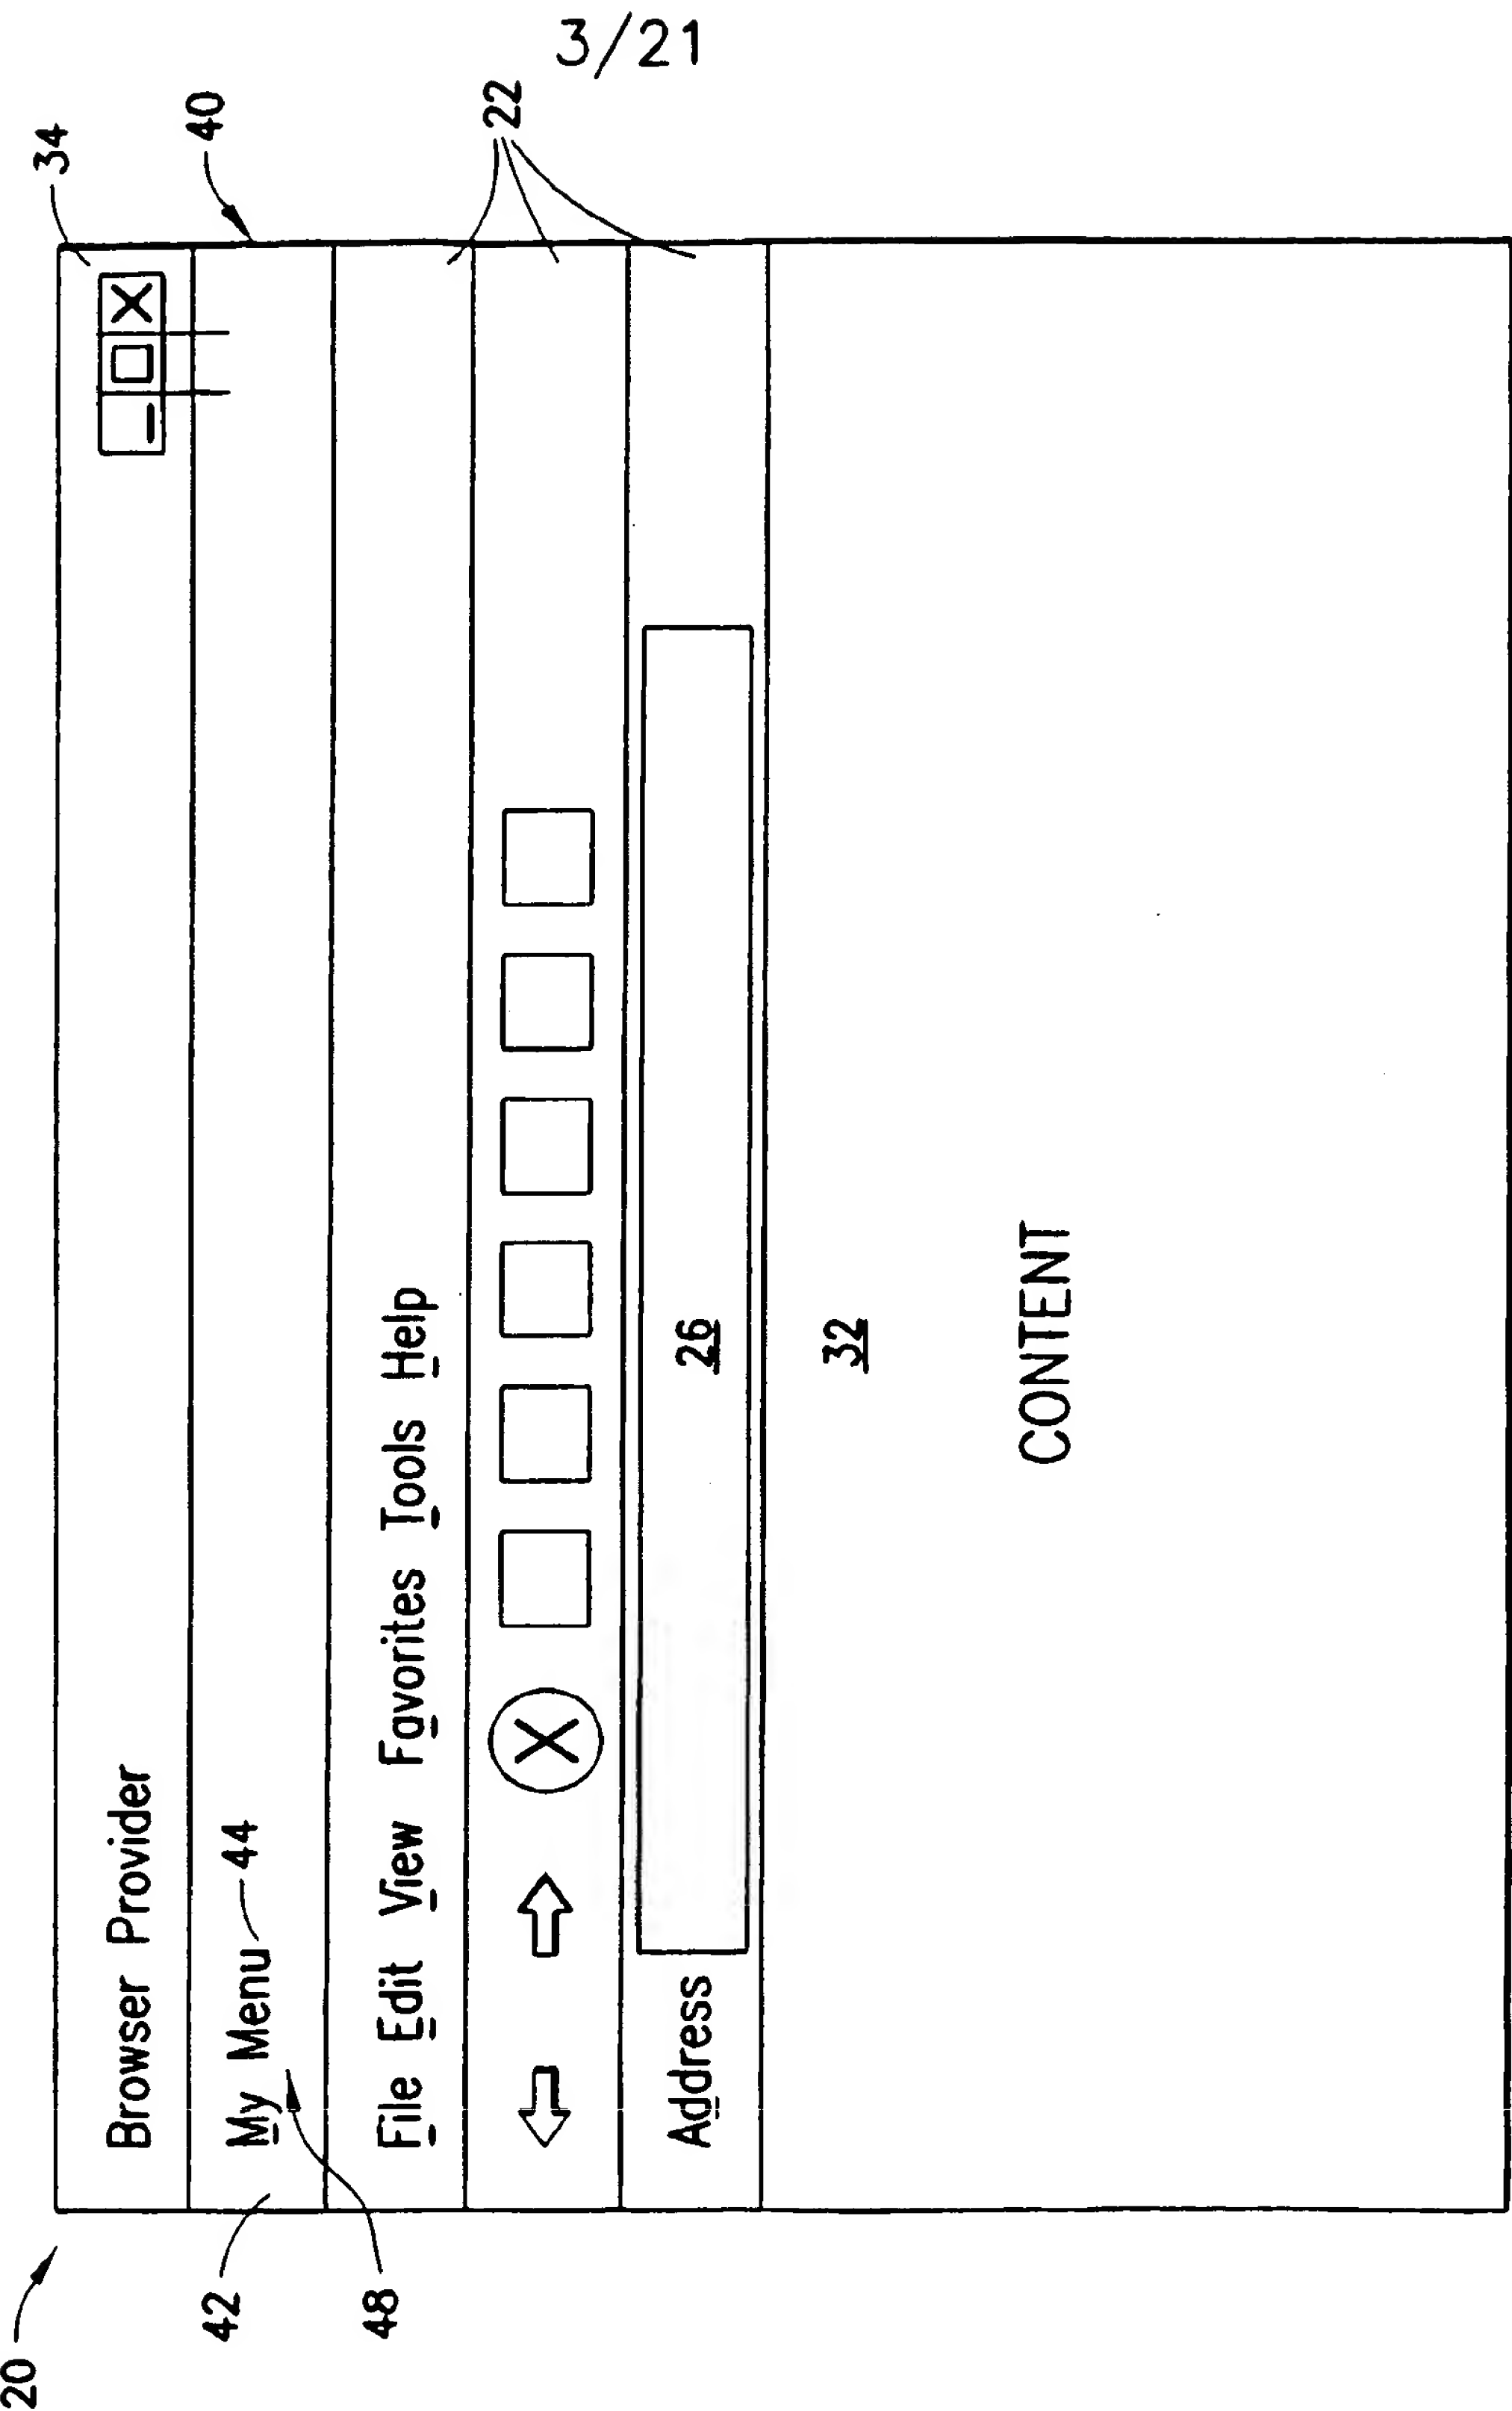 3/21
20
34
40
22
Browser Provider
_ □ X
My Menu 44
42
48
File Edit View Favorites Tools Help
X
Address 26
32
CONTENT